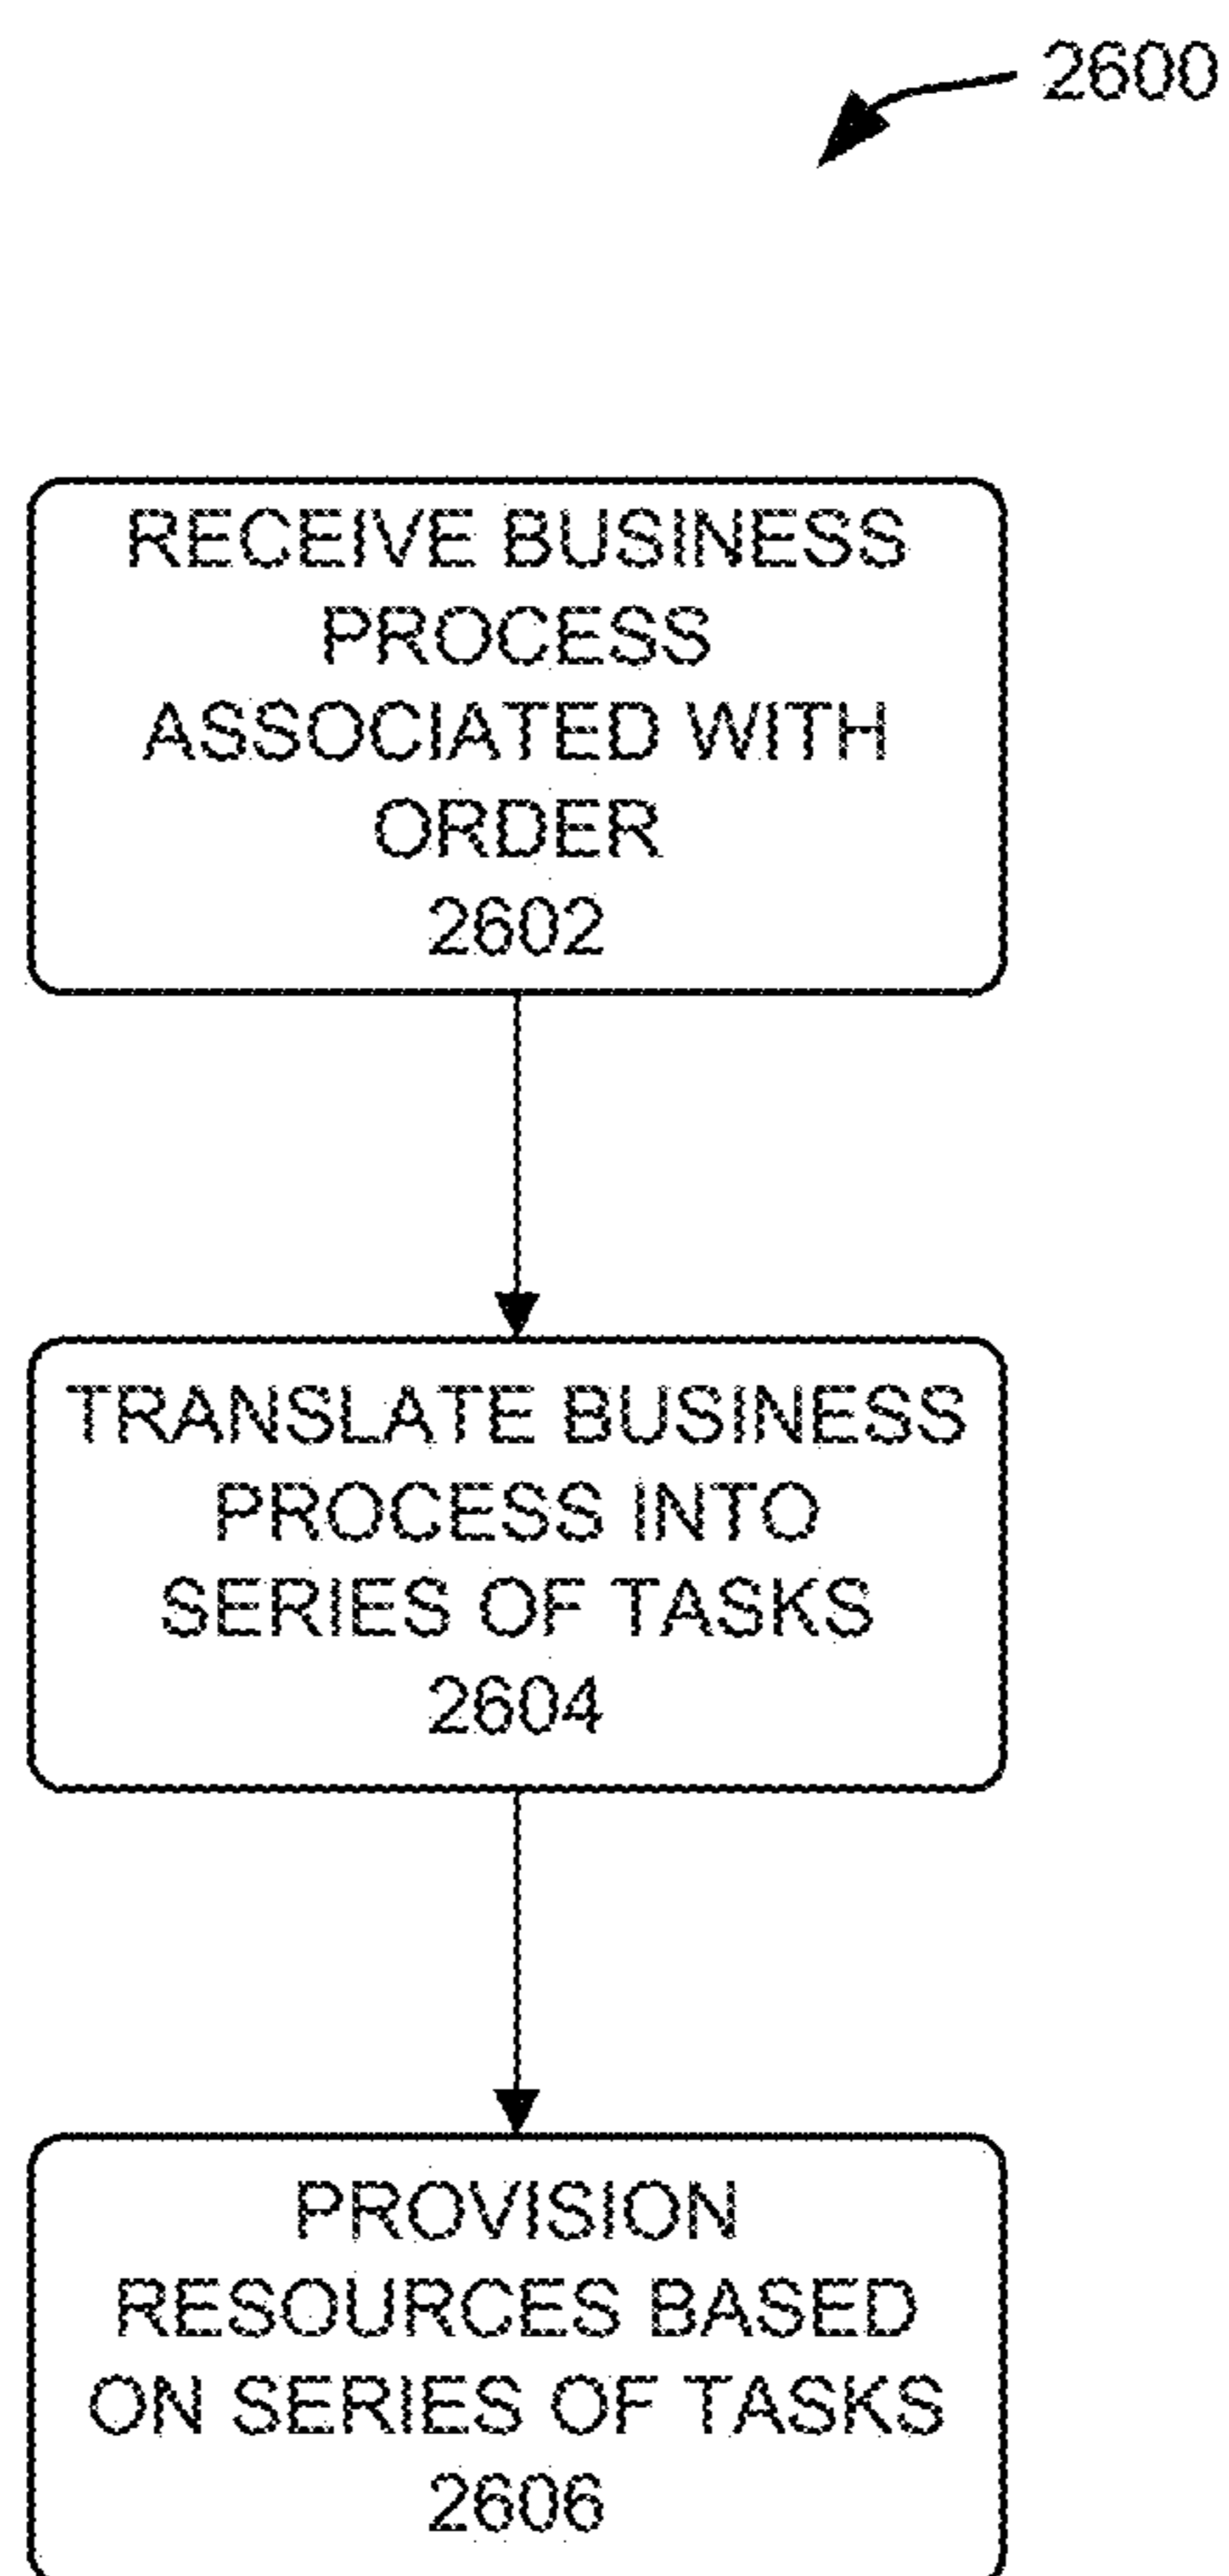 2600
RECEIVE BUSINESS
PROCESS
ASSOCIATED WITH
ORDER
2602
TRANSLATE BUSINESS
PROCESS INTO
SERIES OF TASKS
2604
PROVISION
RESOURCES BASED
ON SERIES OF TASKS
2606